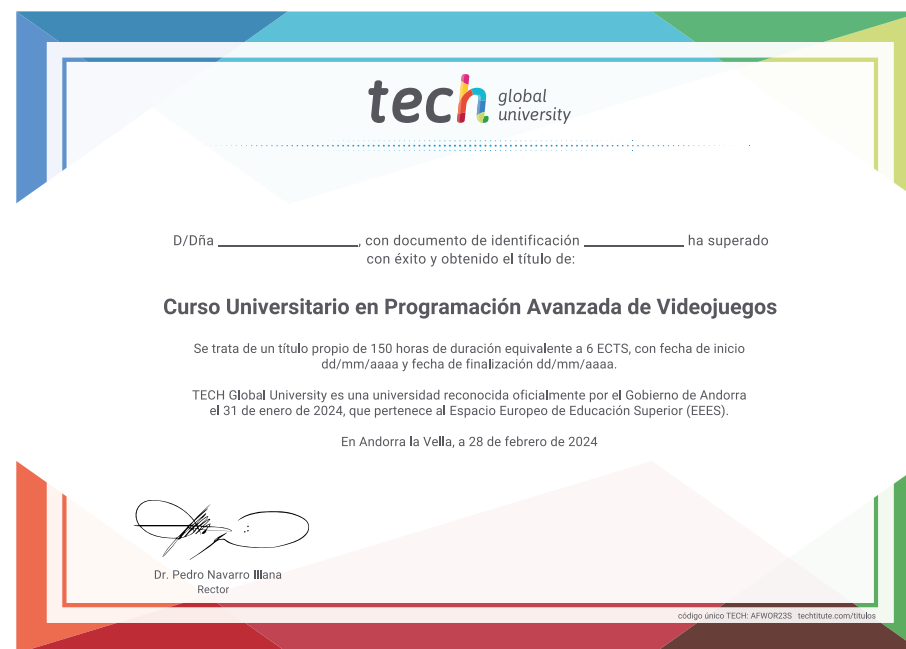 tech global university
D/Dña ____________, con documento de identificación ____________ ha superado
con éxito y obtenido el título de:
Curso Universitario en Programación Avanzada de Videojuegos
Se trata de un título propio de 150 horas de duración equivalente a 6 ECTS, con fecha de inicio
dd/mm/aaaa y fecha de finalización dd/mm/aaaa.
TECH Global University es una universidad reconocida oficialmente por el Gobierno de Andorra
el 31 de enero de 2024, que pertenece al Espacio Europeo de Educación Superior (EEES).
En Andorra la Vella, a 28 de febrero de 2024
Dr. Pedro Navarro Illana
Rector
código único TECH: AFWOR23S techtitute.com/titulos